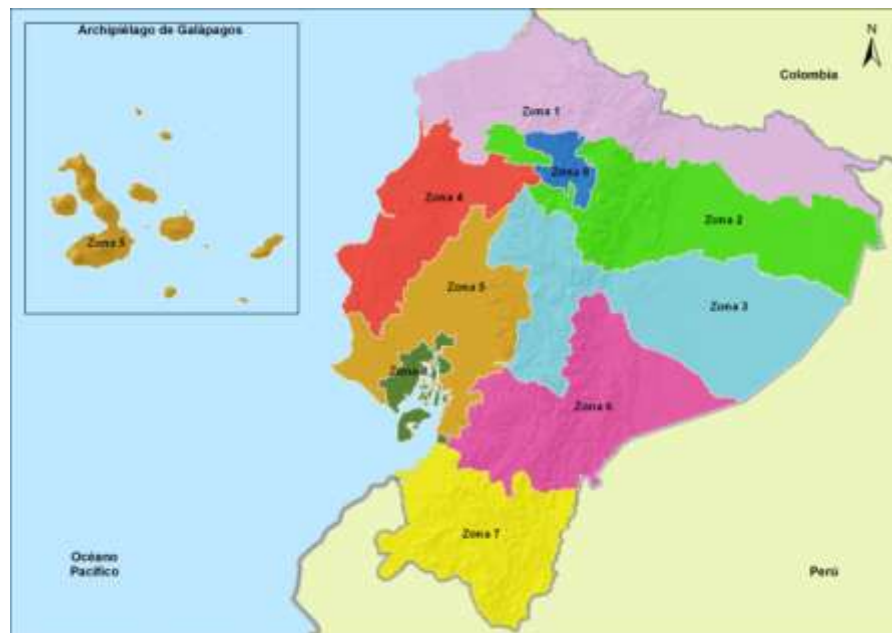 Archipiélago de Galápagos
N
Colombia
Zona 1
Zona 9
Zona 4
Zona 2
Zona 5
Zona 5
Zona 3
Zona 8
Zona 6
Zona 7
Océano
Pacífico
Perú